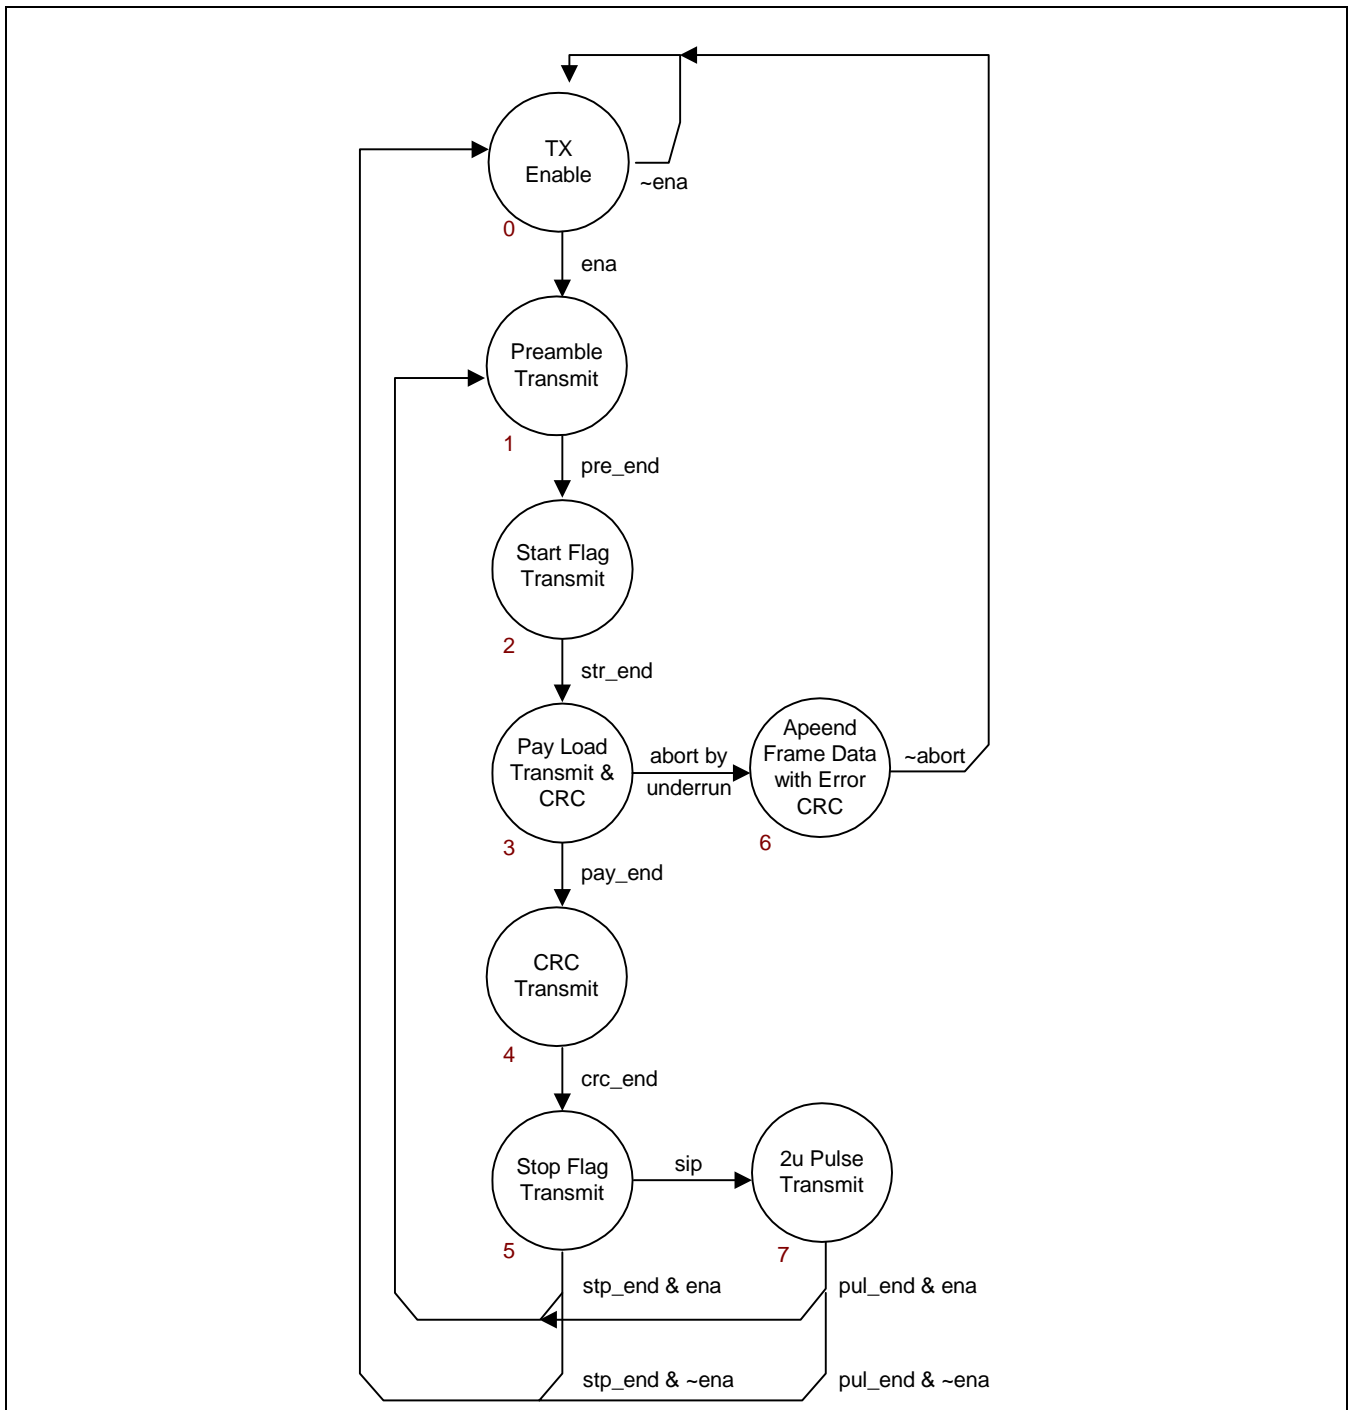 TX
Enable
~ena
0
ena
Preamble
Transmit
1
pre_end
Start Flag
Transmit
2
str_end
Pay Load
Transmit &
CRC
3
abort by
underrun
Apeend
Frame Data
with Error
CRC
6
~abort
pay_end
CRC
Transmit
4
crc_end
Stop Flag
Transmit
5
sip
2u Pulse
Transmit
7
stp_end & ena
pul_end & ena
stp_end & ~ena
pul_end & ~ena